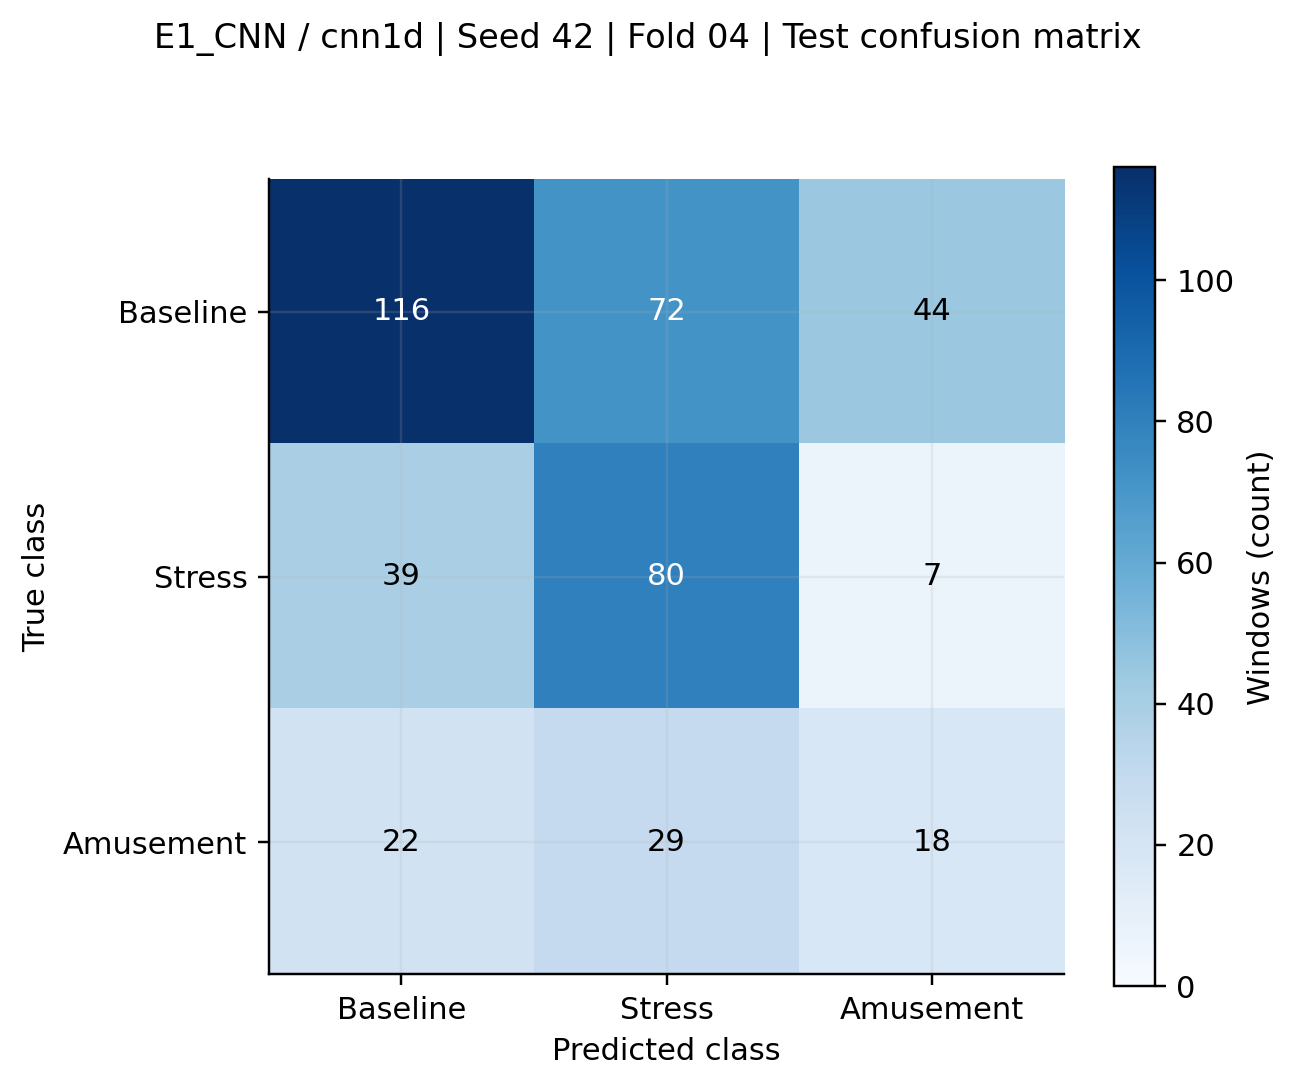 E1_CNN / cnn1d | Seed 42 | Fold 04 | Test confusion matrix
Baseline 116 72 44
Stress 39 80 7
Amusement 22 29 18
Baseline Stress Amusement
Predicted class
True class
100
80
60
40
20
0
Windows (count)